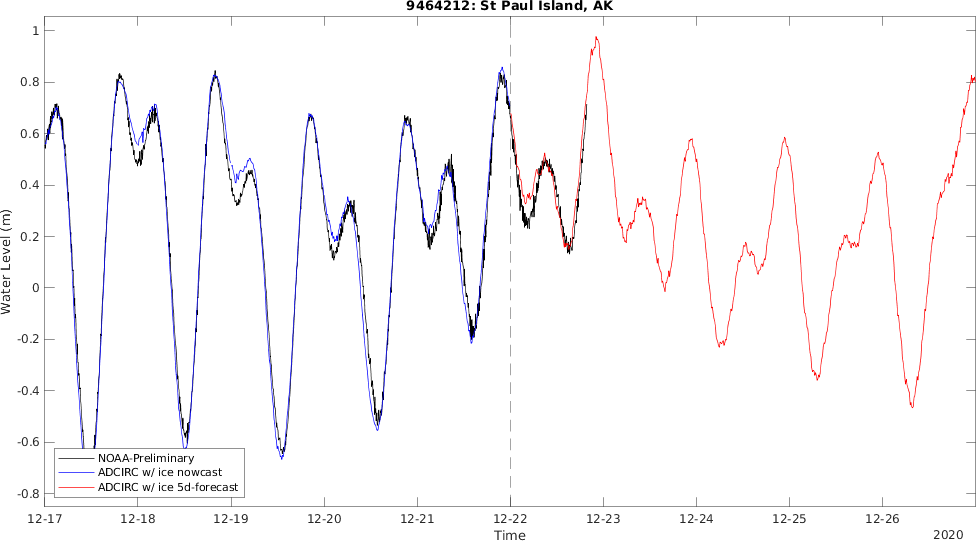 9464212: St Paul Island, AK
Water Level (m)
1
0.8
0.6
0.4
0.2
0
-0.2
-0.4
-0.6
-0.8
NOAA-Preliminary
ADCIRC w/ ice nowcast
ADCIRC w/ ice 5d-forecast
12-17 12-18 12-19 12-20 12-21 12-22 12-23 12-24 12-25 12-26
Time
2020